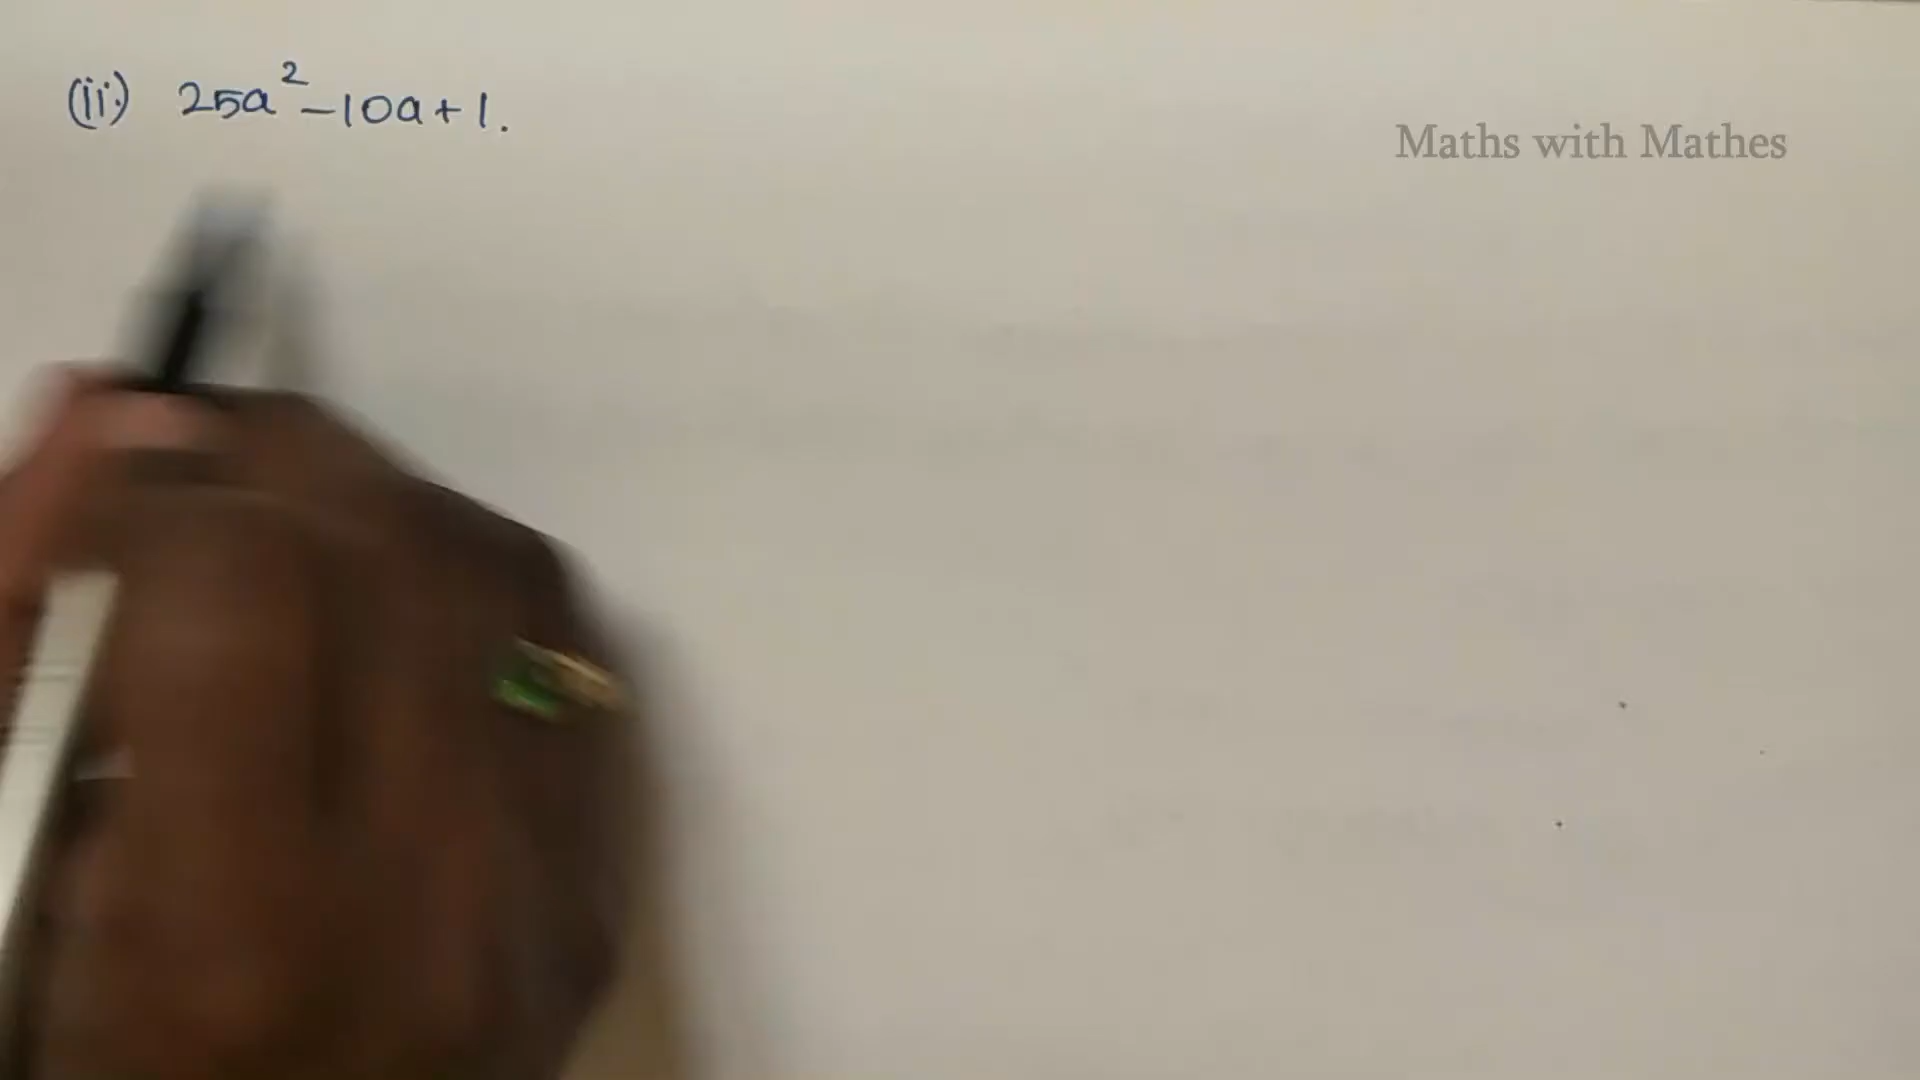 (ii) 25a² - 10a + 1.
Maths with Mathes